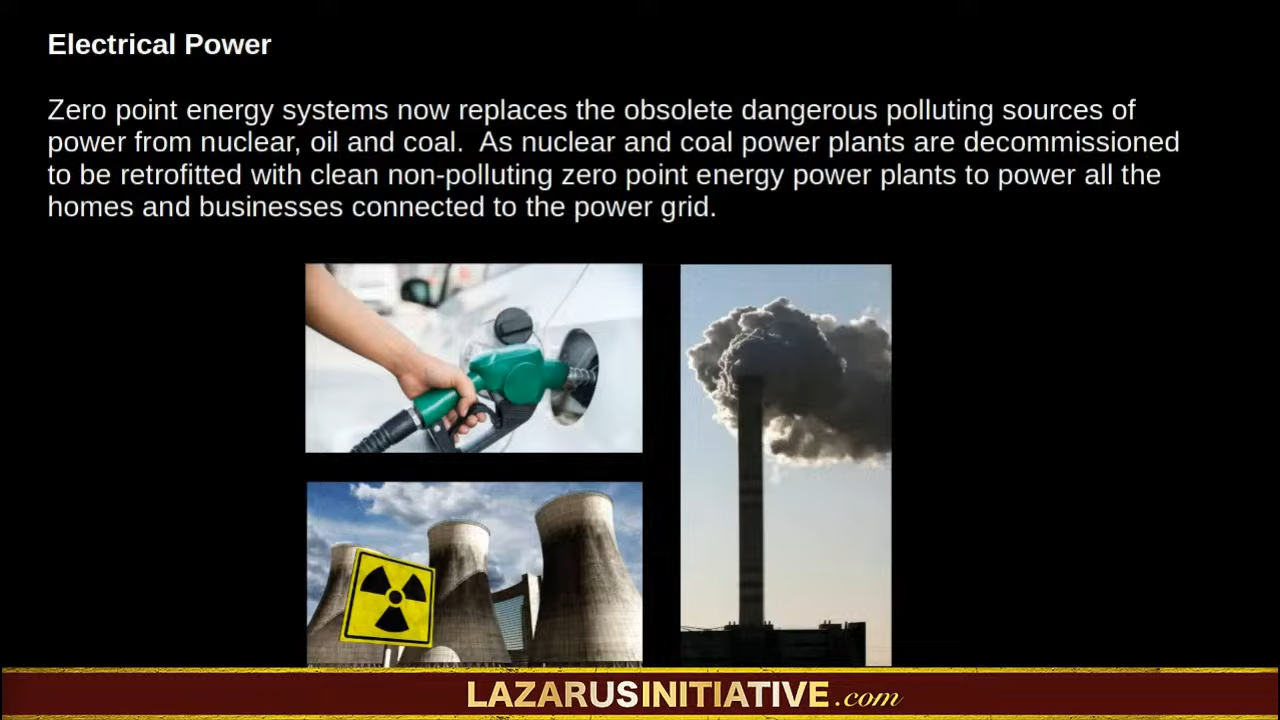 Electrical Power
Zero point energy systems now replaces the obsolete dangerous polluting sources of
power from nuclear, oil and coal.  As nuclear and coal power plants are decommissioned
to be retrofitted with clean non-polluting zero point energy power plants to power all the
homes and businesses connected to the power grid.
LAZARUSINITIATIVE.com